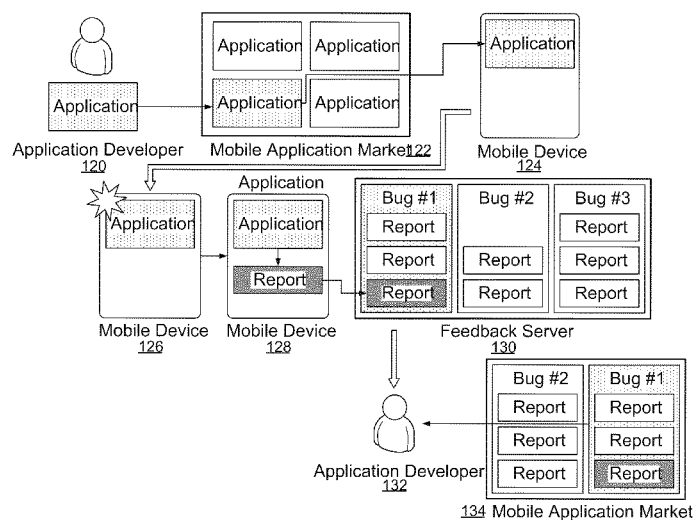 Application Application Application
Application Application Application
Application Developer
120
Mobile Application Market 122
Mobile Device
124
Application
Application Application
Report
Mobile Device
126
Mobile Device
128
Bug #1 Bug #2 Bug #3
Report Report
Report Report Report
Report Report Report
Feedback Server
130
Application Developer
132
Bug #2 Bug #1
Report Report
Report Report
Report Report
134 Mobile Application Market